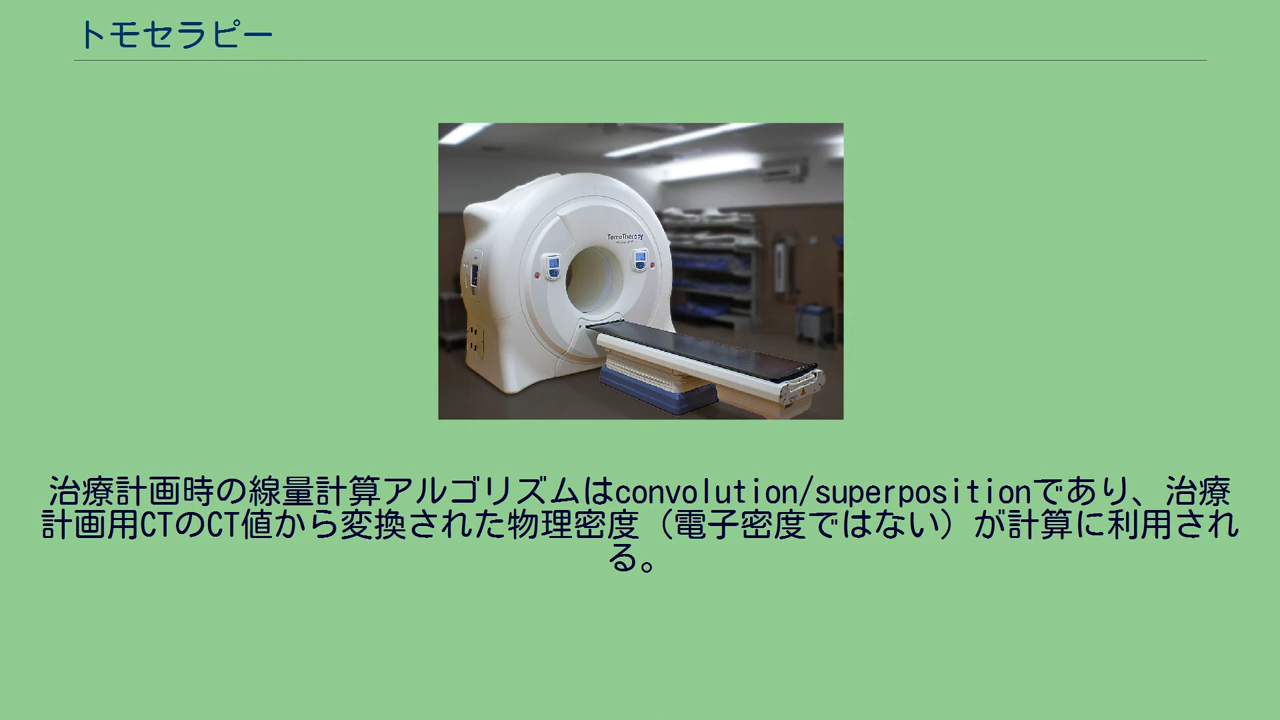 トモセラピー
TomoTherapy
治療計画時の線量計算アルゴリズムはconvolution/superpositionであり、治療
計画用CTのCT値から変換された物理密度（電子密度ではない）が計算に利用され
る。